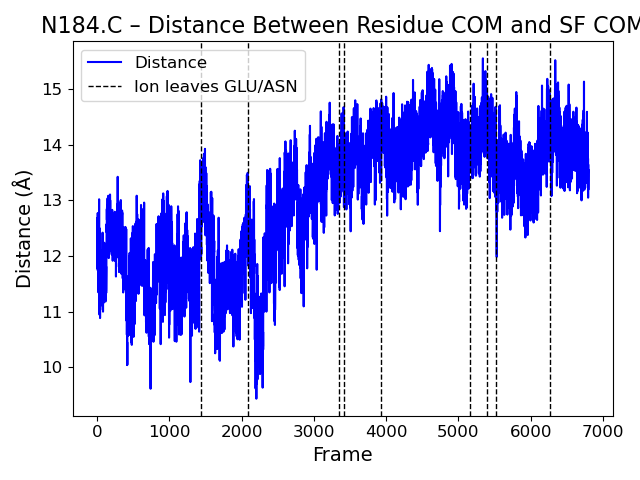 N184.C – Distance Between Residue COM and SF COM
Distance
Ion leaves GLU/ASN
Distance (Å)
15
14
13
12
11
10
0 1000 2000 3000 4000 5000 6000 7000
Frame